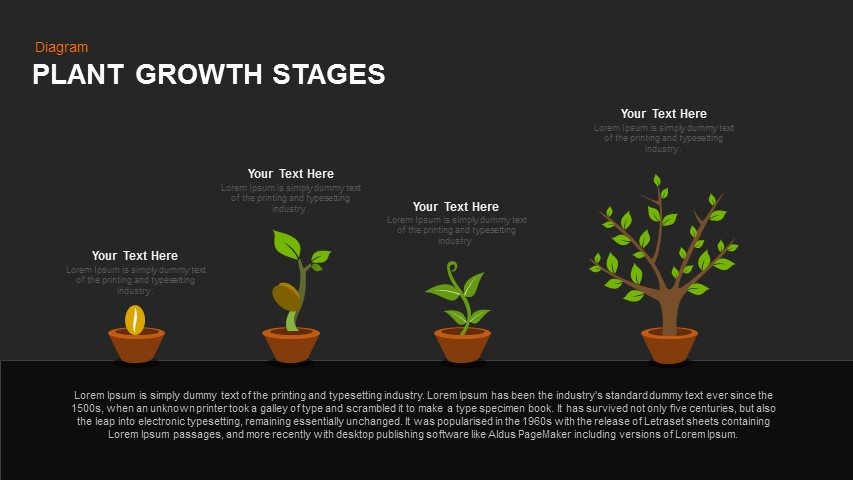 Diagram
PLANT GROWTH STAGES
Your Text Here
Lorem Ipsum is simply dummy text
of the printing and typesetting
industry.
Your Text Here
Lorem Ipsum is simply dummy text
of the printing and typesetting
industry.
Your Text Here
Lorem Ipsum is simply dummy text
of the printing and typesetting
industry.
Your Text Here
Lorem Ipsum is simply dummy text
of the printing and typesetting
industry.
Lorem Ipsum is simply dummy text of the printing and typesetting industry. Lorem Ipsum has been the industry's standard dummy text ever since the
1500s, when an unknown printer took a galley of type and scrambled it to make a type specimen book. It has survived not only five centuries, but also
the leap into electronic typesetting, remaining essentially unchanged. It was popularised in the 1960s with the release of Letraset sheets containing
Lorem Ipsum passages, and more recently with desktop publishing software like Aldus PageMaker including versions of Lorem Ipsum.